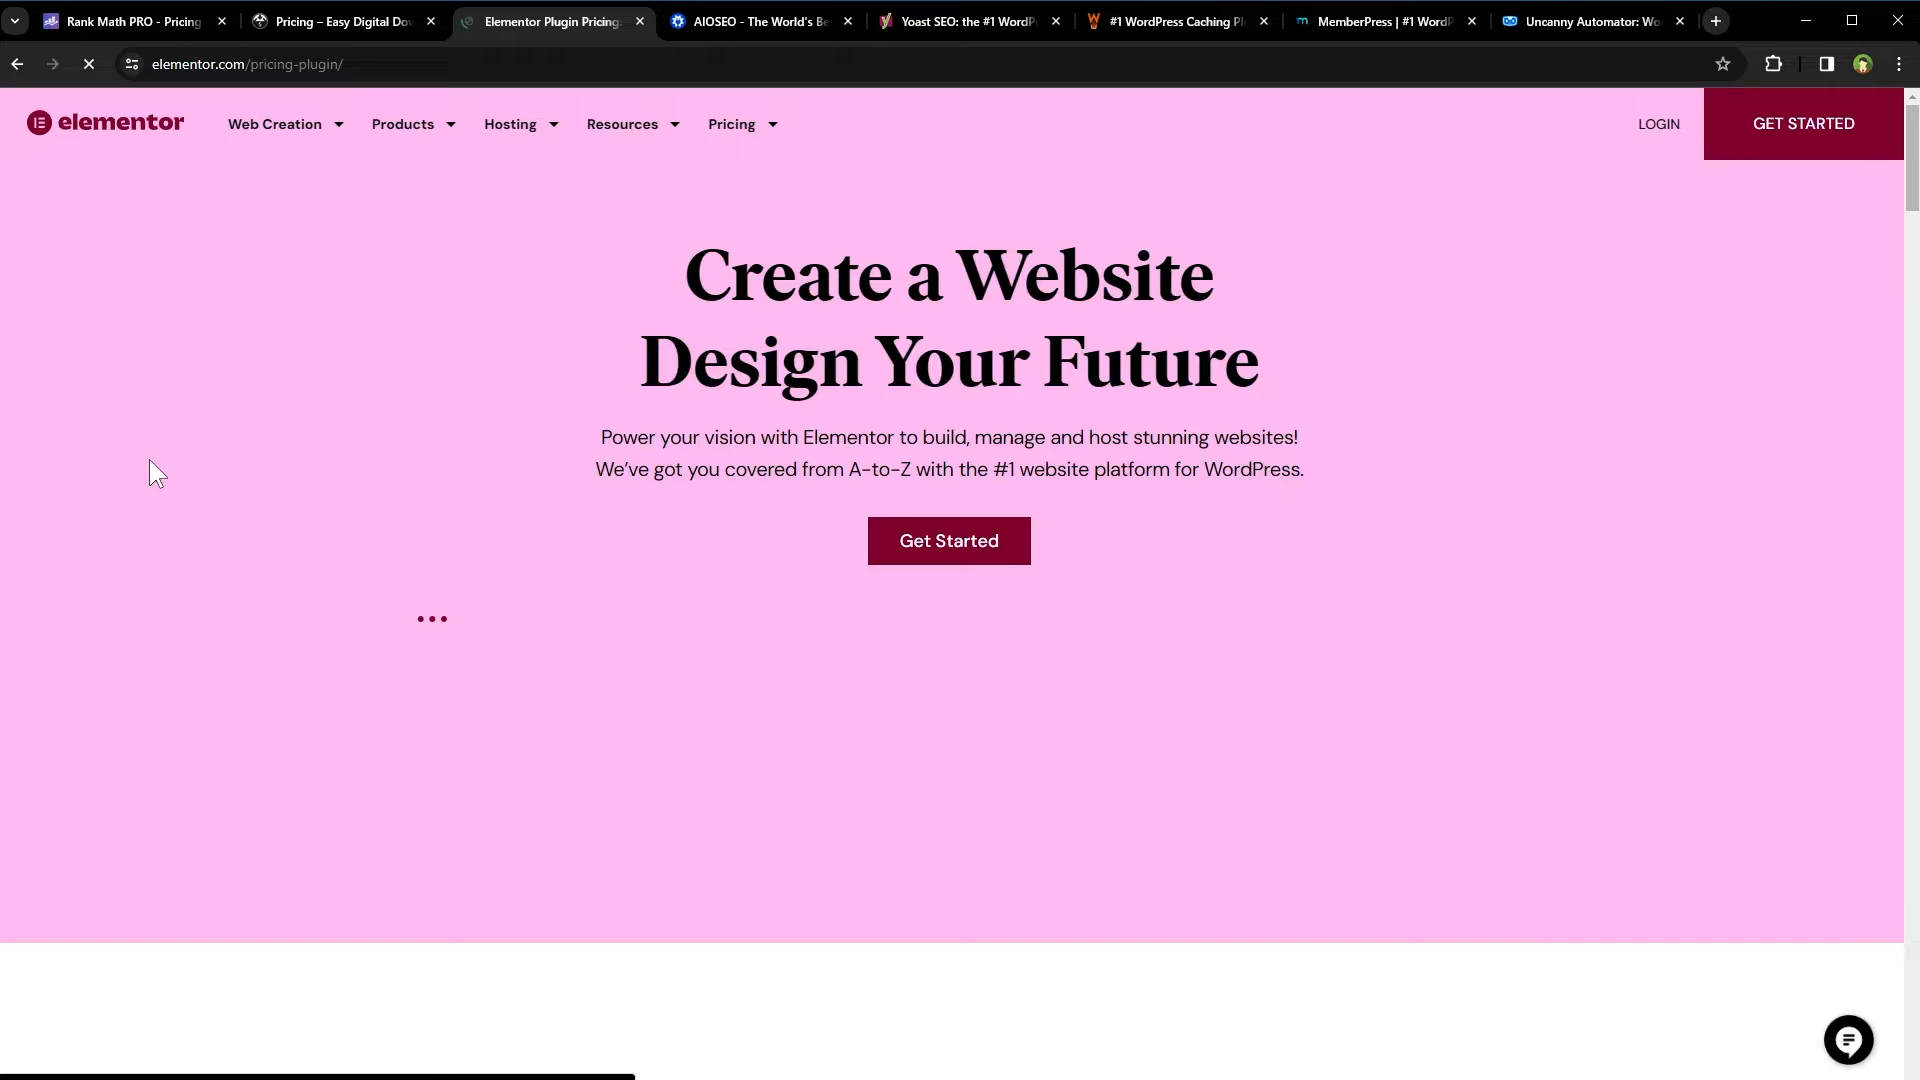 Rank Math PRO - Pricing
Pricing – Easy Digital Do
Elementor Plugin Pricing:
AIOSEO - The World's Be
Yoast SEO: the #1 WordP
#1 WordPress Caching Pl
MemberPress | #1 WordP
Uncanny Automator: Wo
elementor.com/pricing-plugin/
elementor
Web Creation
Products
Hosting
Resources
Pricing
LOGIN
GET STARTED
Create a Website
Design Your Future
Power your vision with Elementor to build, manage and host stunning websites!
We've got you covered from A-to-Z with the #1 website platform for WordPress.
Get Started